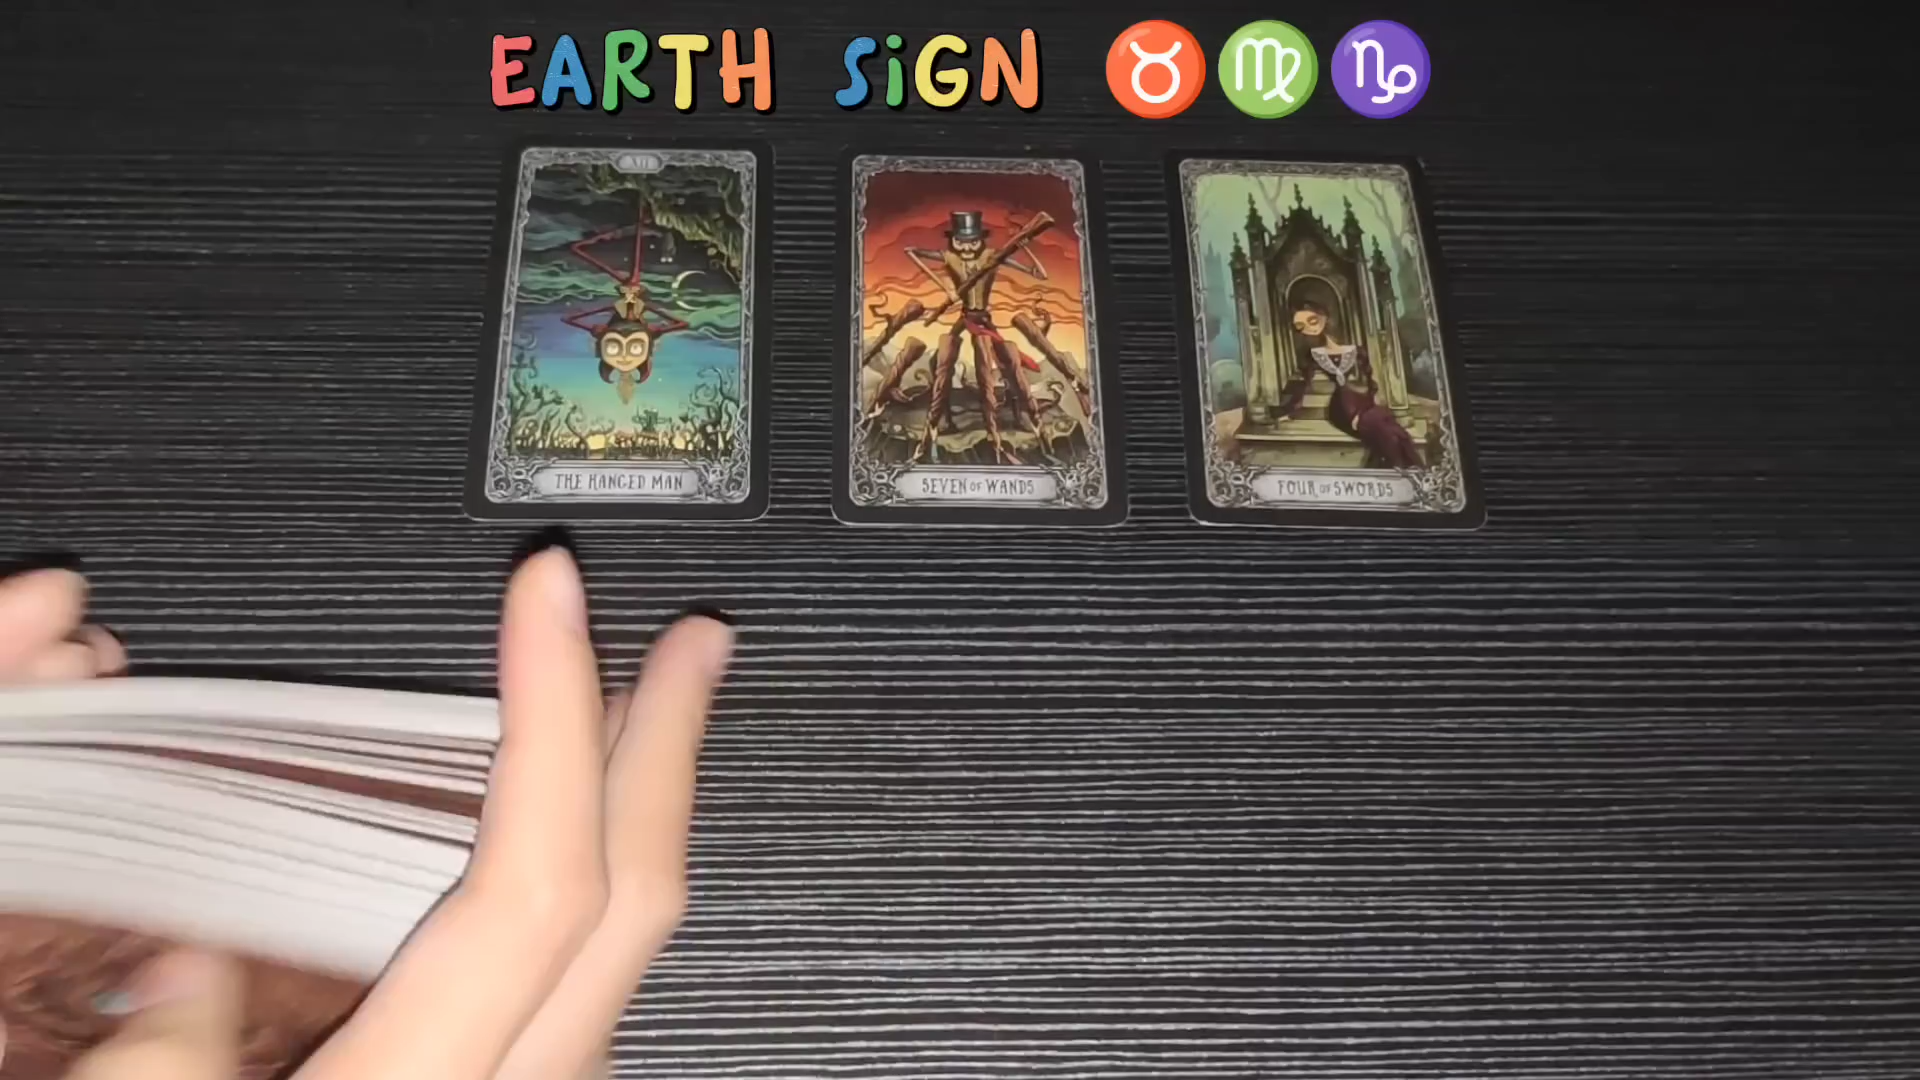 EARTH SiGN ♉♍♑
XII
THE HANGED MAN
SEVEN OF WANDS
FOUR OF SWORDS